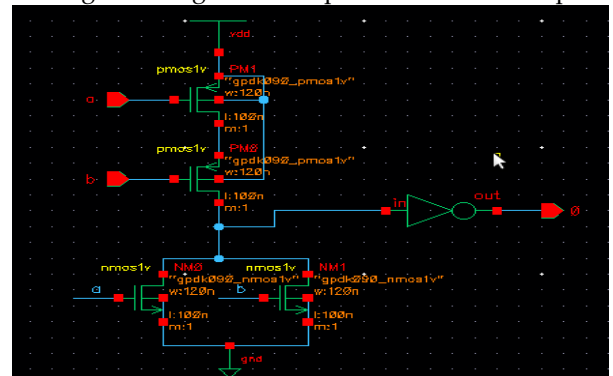 vdd
pmos1v PM1
"gpdk090_pmos1v"
a w:120n
l:100n
m:1
pmos1v PM0
"gpdk090_pmos1v"
b w:120n
l:100n
m:1
in out 0
nmos1v NM0 nmos1v NM1
"gpdk090_nmos1v" "gpdk090_nmos1v"
a w:120n b w:120n
l:100n l:100n
m:1 m:1
gnd